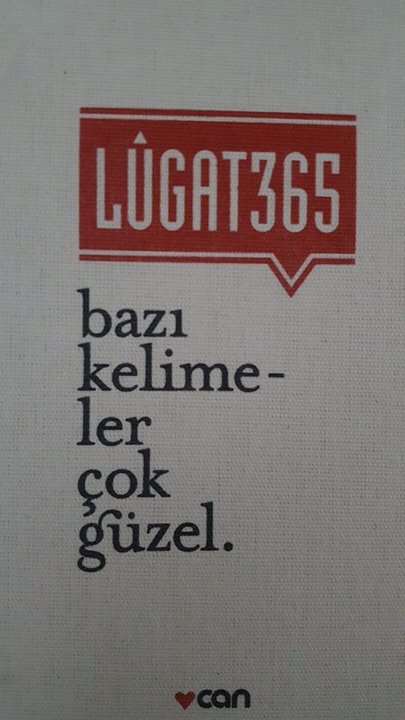 LÛGAT365
bazı
kelime-
ler
çok
güzel.
can